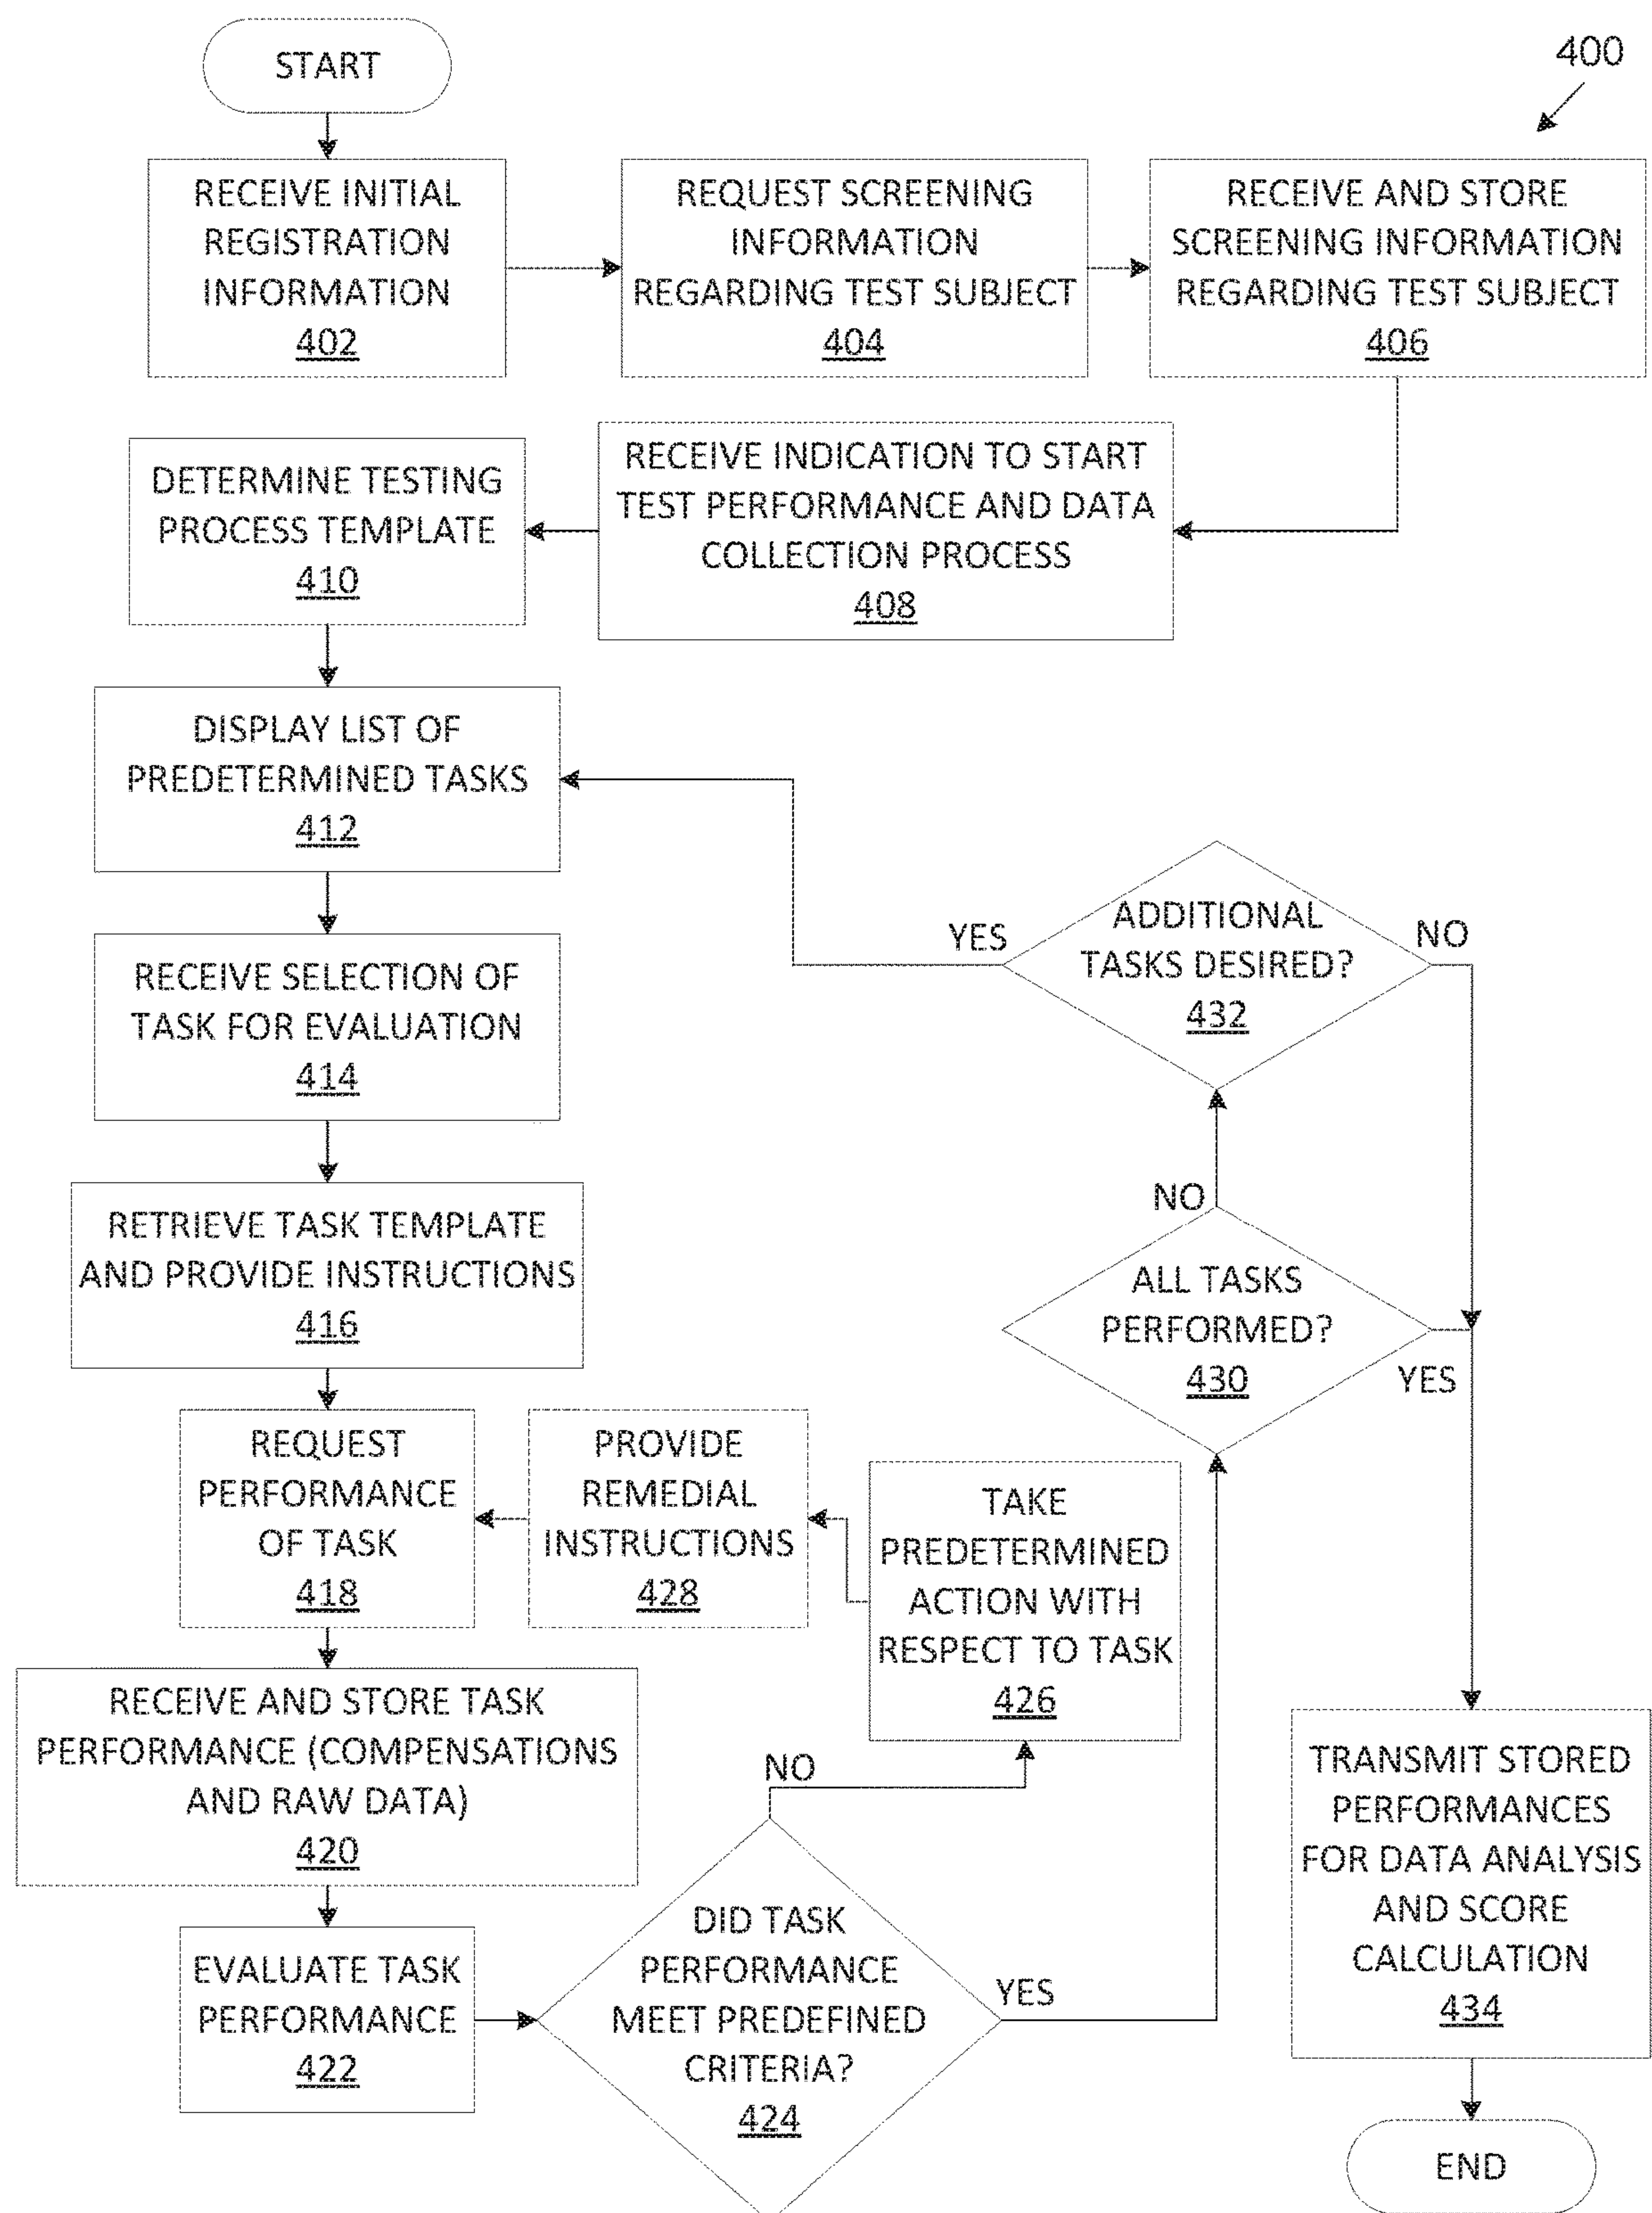 START
400
RECEIVE INITIAL
REGISTRATION
INFORMATION
402
REQUEST SCREENING
INFORMATION
REGARDING TEST SUBJECT
404
RECEIVE AND STORE
SCREENING INFORMATION
REGARDING TEST SUBJECT
406
RECEIVE INDICATION TO START
TEST PERFORMANCE AND DATA
COLLECTION PROCESS
408
DETERMINE TESTING
PROCESS TEMPLATE
410
DISPLAY LIST OF
PREDETERMINED TASKS
412
RECEIVE SELECTION OF
TASK FOR EVALUATION
414
RETRIEVE TASK TEMPLATE
AND PROVIDE INSTRUCTIONS
416
REQUEST
PERFORMANCE
OF TASK
418
RECEIVE AND STORE TASK
PERFORMANCE (COMPENSATIONS
AND RAW DATA)
420
EVALUATE TASK
PERFORMANCE
422
DID TASK
PERFORMANCE
MEET PREDEFINED
CRITERIA?
424
NO
YES
TAKE
PREDETERMINED
ACTION WITH
RESPECT TO TASK
426
PROVIDE
REMEDIAL
INSTRUCTIONS
428
ALL TASKS
PERFORMED?
430
NO
YES
ADDITIONAL
TASKS DESIRED?
432
YES
NO
TRANSMIT STORED
PERFORMANCES
FOR DATA ANALYSIS
AND SCORE
CALCULATION
434
END